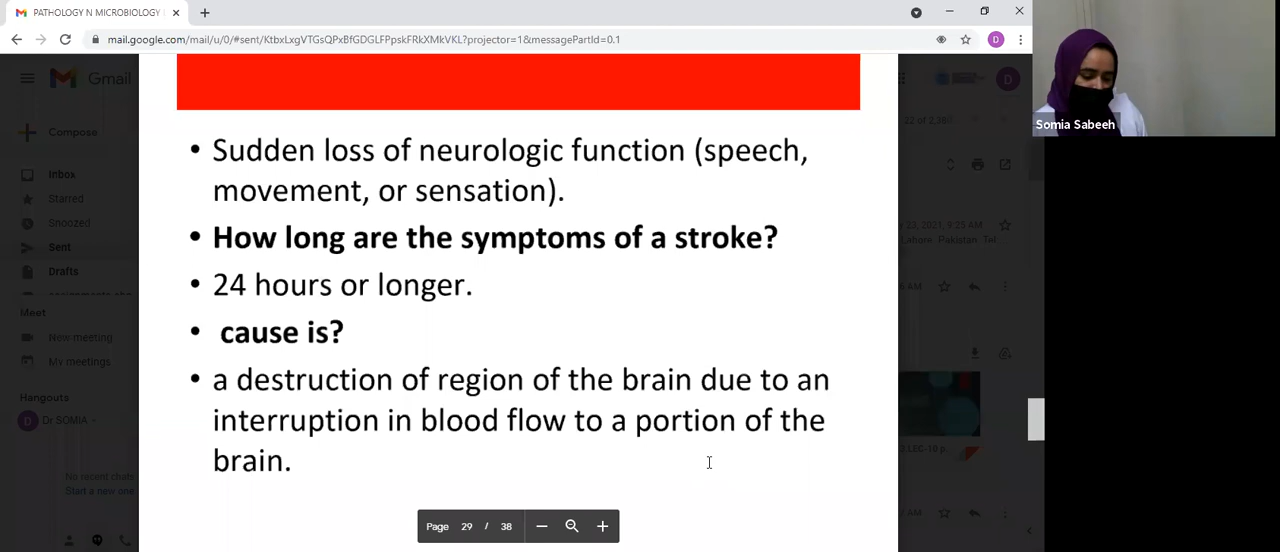 PATHOLOGY N MICROBIOLOGY
mail.google.com/mail/u/0/#sent/KtbxLxgVTGsQPxBfGDGLFPpskFRkXMkVKL?projector=1&messagePartId=0.1
D
Gmail
D
Compose
Inbox
Starred
Snoozed
Sent
Drafts
Meet
New meeting
My meetings
Hangouts
Dr SOMIA
No recent chats
Start a new one
• Sudden loss of neurologic function (speech,
movement, or sensation).
• How long are the symptoms of a stroke?
• 24 hours or longer.
• cause is?
• a destruction of region of the brain due to an
interruption in blood flow to a portion of the
brain.
Page 29 / 38
Somia Sabeeh